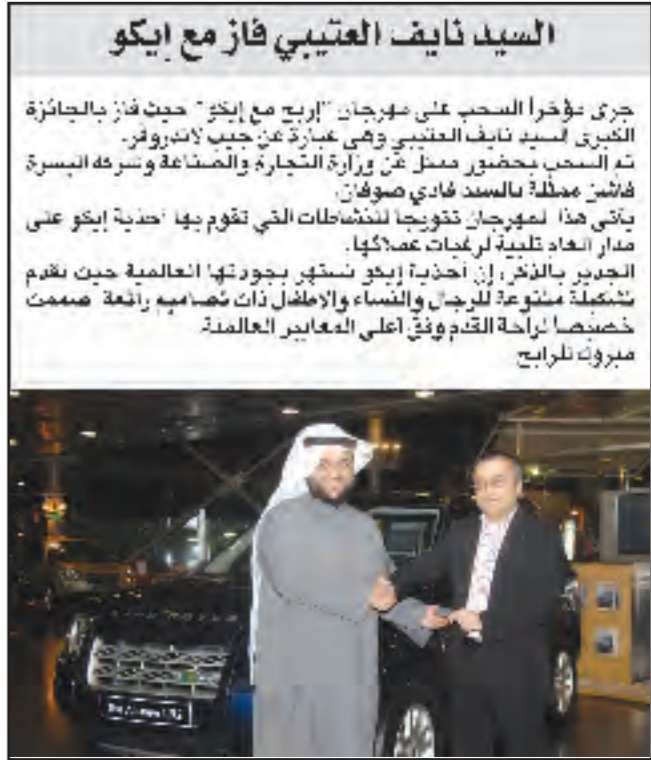 السيد نايف العتيبي فاز مع إيكو
جرى مؤخراً السحب على مهرجان "إربح مع إيكو" حيث فاز بالجائزة
الكبرى السيد نايف العتيبي وهي عبارة عن جيب لاندروفر.
تم السحب بحضور ممثل عن وزارة التجارة والصناعة وشركة اليسرة
فاشن ممثلة بالسيد فادي صوفان.
يأتي هذا المهرجان تتويجا للنشاطات التي تقوم بها أحذية إيكو على
مدار العام تلبية لرغبات عملائها.
الجدير بالذكر، إن أحذية إيكو تشتهر بجودتها العالمية حيث تقدم
تشكيلة متنوعة للرجال والنساء والاطفال ذات تصاميم رائعة صممت
خصيصاً لراحة القدم وفق أعلى المعايير العالمية.
مبروك للرابح